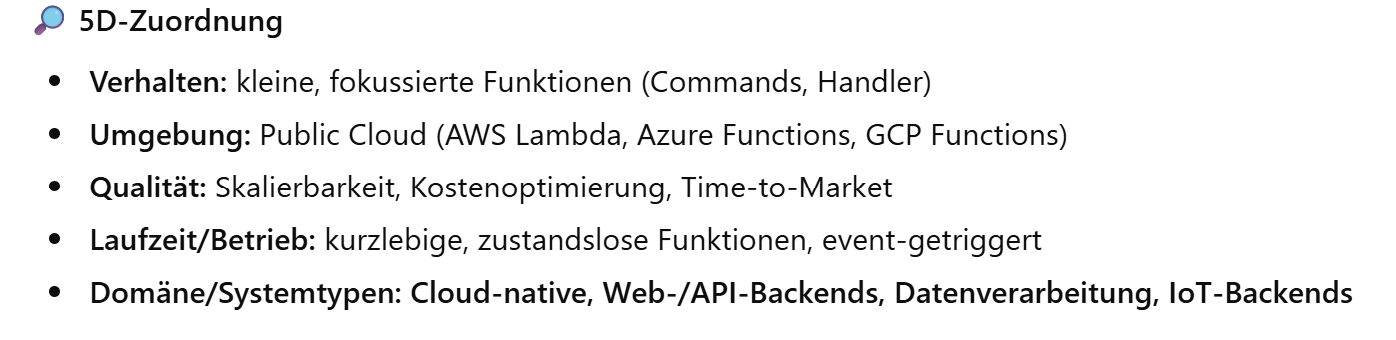 🔎 5D-Zuordnung
• Verhalten: kleine, fokussierte Funktionen (Commands, Handler)
• Umgebung: Public Cloud (AWS Lambda, Azure Functions, GCP Functions)
• Qualität: Skalierbarkeit, Kostenoptimierung, Time-to-Market
• Laufzeit/Betrieb: kurzlebige, zustandslose Funktionen, event-getriggert
• Domäne/Systemtypen: Cloud-native, Web-/API-Backends, Datenverarbeitung, IoT-Backends